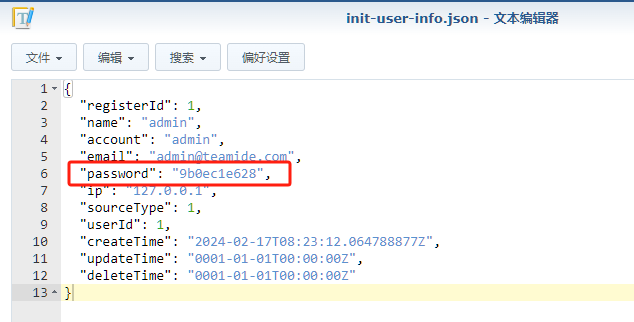 init-user-info.json - 文本编辑器
文件 编辑 搜索 偏好设置
1 {
2 "registerId": 1,
3 "name": "admin",
4 "account": "admin",
5 "email": "admin@teamide.com",
6 "password": "9b0ec1e628",
7 "ip": "127.0.0.1",
8 "sourceType": 1,
9 "userId": 1,
10 "createTime": "2024-02-17T08:23:12.064788877Z",
11 "updateTime": "0001-01-01T00:00:00Z",
12 "deleteTime": "0001-01-01T00:00:00Z"
13 }